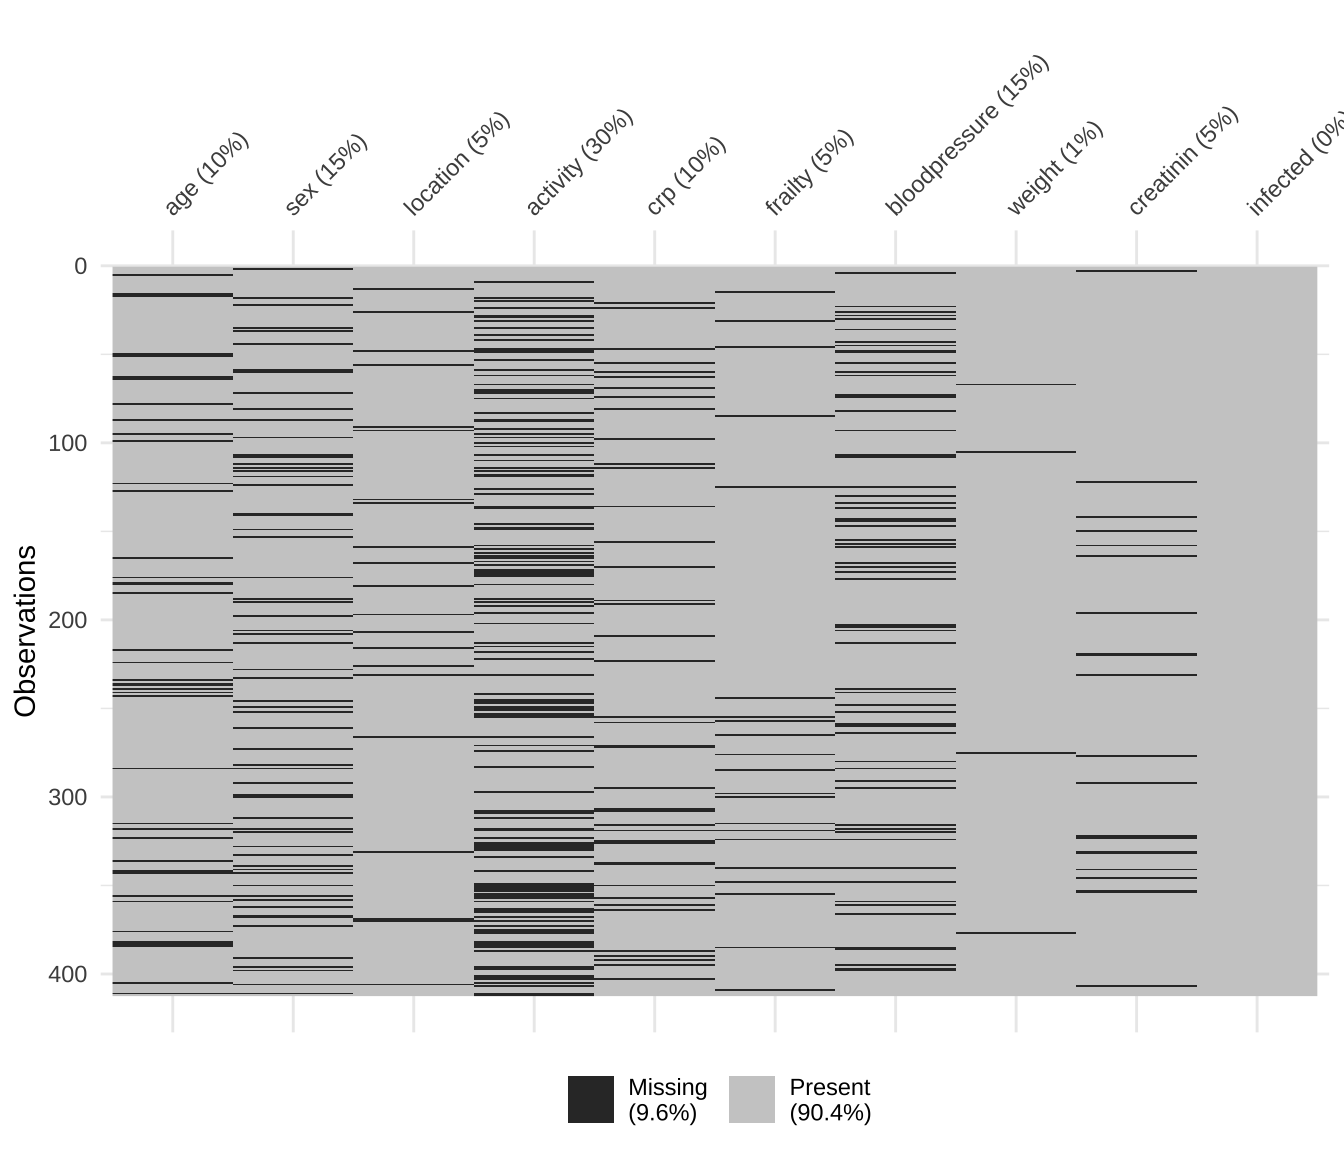 age (10%)
sex (15%)
location (5%)
activity (30%)
crp (10%)
frailty (5%)
bloodpressure (15%)
weight (1%)
creatinin (5%)
infected (0%
0
100
200
300
400
Observations
Missing
(9.6%)
Present
(90.4%)